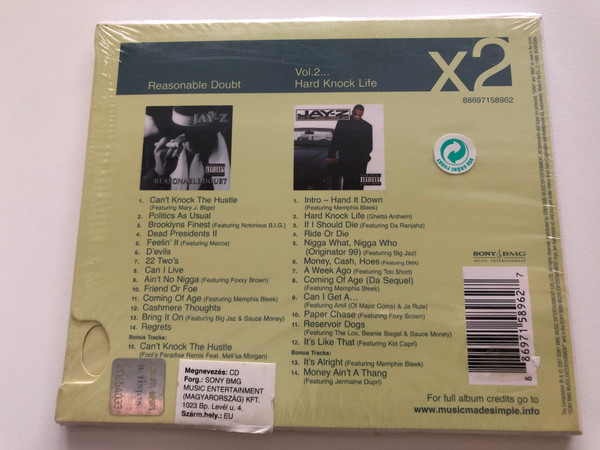 Reasonable Doubt
Vol.2...
Hard Knock Life
x2
88697158962
JAY-Z
REASONABLE DOUBT
JAY-Z
1. Can't Knock The Hustle
(Featuring Mary J. Blige)
2. Politics As Usual
3. Brooklyns Finest (Featuring Notorious B.I.G.)
4. Dead Presidents II
5. Feelin' It (Featuring Mecca)
6. D'evils
7. 22 Two's
8. Can I Live
9. Ain't No Nigga (Featuring Foxxy Brown)
10. Friend Or Foe
11. Coming Of Age (Featuring Memphis Bleek)
12. Cashmere Thoughts
13. Bring It On (Featuring Big Jaz & Sauce Money)
14. Regrets
Bonus Tracks:
15. Can't Knock The Hustle
(Fool's Paradise Remix Feat. Meli'sa Morgan)
1. Intro – Hand It Down
(Featuring Memphis Bleek)
2. Hard Knock Life (Ghetto Anthem)
3. If I Should Die (Featuring Da Ranjahz)
4. Ride Or Die
5. Nigga What, Nigga Who
(Originator 99) (Featuring Big Jaz)
6. Money, Cash, Hoes (Featuring DMX)
7. A Week Ago (Featuring Too Short)
8. Coming Of Age (Da Sequel)
(Featuring Memphis Bleek)
9. Can I Get A...
(Featuring Amil (Of Major Coins) & Ja Rule)
10. Paper Chase (Featuring Foxy Brown)
11. Reservoir Dogs
(Featuring The Lox, Beanie Siegel & Sauce Money)
12. It's Like That (Featuring Kid Capri)
Bonus Tracks:
13. It's Alright (Featuring Memphis Bleek)
14. Money Ain't A Thang
(Featuring Jermaine Dupri)
SONY BMG
MUSIC ENTERTAINMENT
8 86971 58962 7
Megnevezés: CD
Forg.: SONY BMG
MUSIC ENTERTAINMENT
(MAGYARORSZÁG) KFT.
1023 Bp. Levél u. 4.
Szárm.hely.: EU
For full album credits go to
www.musicmadesimple.info